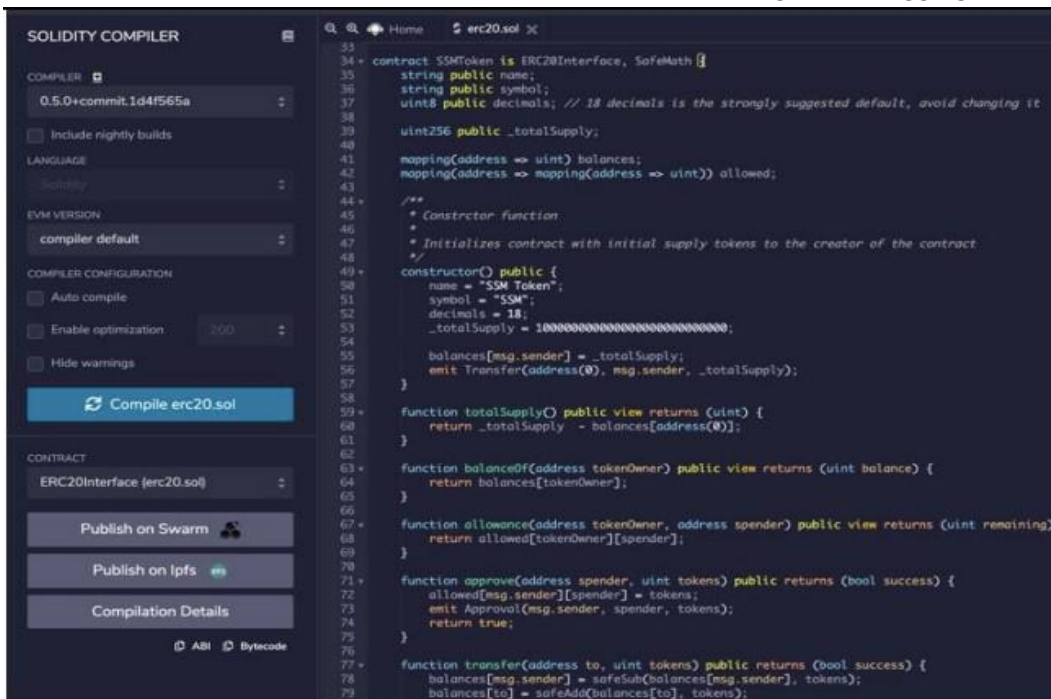 SOLIDITY COMPILER
COMPILER
0.5.0+commit.1d4f565a
Include nightly builds
LANGUAGE
Solidity
EVM VERSION
compiler default
COMPILER CONFIGURATION
Auto compile
Enable optimization 200
Hide warnings
Compile erc20.sol
CONTRACT
ERC20Interface (erc20.sol)
Publish on Swarm
Publish on Ipfs
Compilation Details
ABI Bytecode
Home erc20.sol
33
34 contract SSMToken is ERC20Interface, SafeMath {
35 string public name;
36 string public symbol;
37 uint8 public decimals; // 18 decimals is the strongly suggested default, avoid changing it
38
39 uint256 public _totalSupply;
40
41 mapping(address => uint) balances;
42 mapping(address => mapping(address => uint)) allowed;
43
44 /**
45 * Constrctor function
46 *
47 * Initializes contract with initial supply tokens to the creator of the contract
48 */
49 constructor() public {
50 name = "SSM Token";
51 symbol = "SSM";
52 decimals = 18;
53 _totalSupply = 100000000000000000000000000;
54
55 balances[msg.sender] = _totalSupply;
56 emit Transfer(address(0), msg.sender, _totalSupply);
57 }
58
59 function totalSupply() public view returns (uint) {
60 return _totalSupply - balances[address(0)];
61 }
62
63 function balanceOf(address tokenOwner) public view returns (uint balance) {
64 return balances[tokenOwner];
65 }
66
67 function allowance(address tokenOwner, address spender) public view returns (uint remaining)
68 return allowed[tokenOwner][spender];
69 }
70
71 function approve(address spender, uint tokens) public returns (bool success) {
72 allowed[msg.sender][spender] = tokens;
73 emit Approval(msg.sender, spender, tokens);
74 return true;
75 }
76
77 function transfer(address to, uint tokens) public returns (bool success) {
78 balances[msg.sender] = safeSub(balances[msg.sender], tokens);
79 balances[to] = safeAdd(balances[to], tokens);